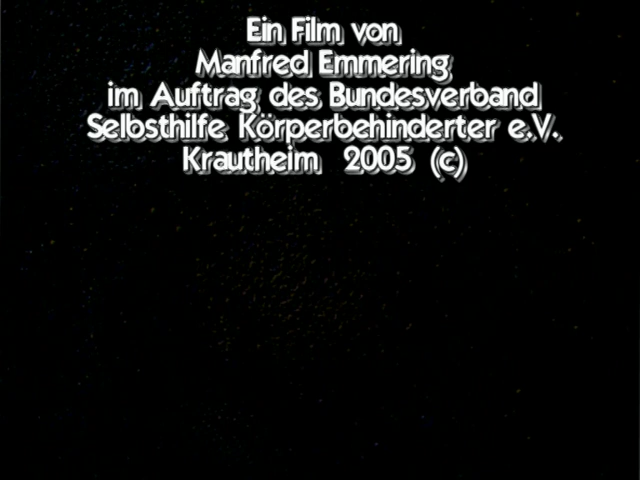 Ein Film von
Manfred Emmering
im Auftrag des Bundesverband
Selbsthilfe Körperbehinderter e.V.
Krautheim 2005 (c)